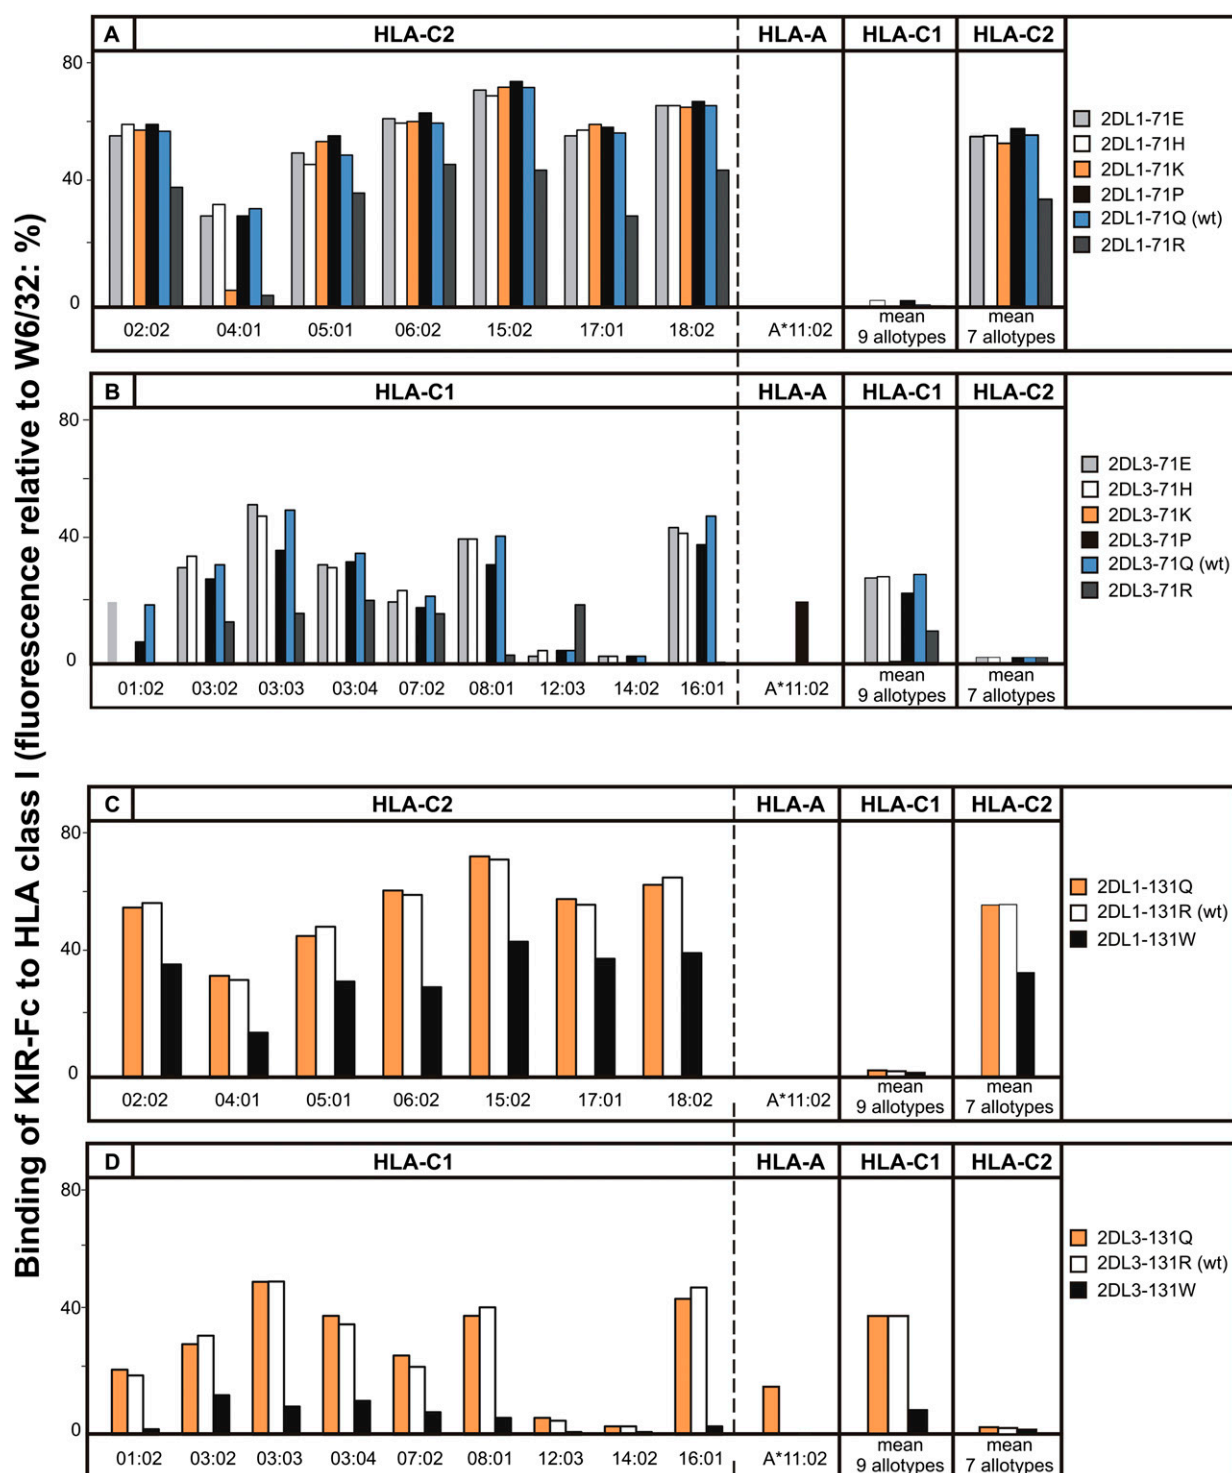 Binding of KIR-Fc to HLA class I (fluorescence relative to W6/32: %)
A HLA-C2 HLA-A HLA-C1 HLA-C2
80
40
0
02:02 04:01 05:01 06:02 15:02 17:01 18:02 A*11:02 mean 9 allotypes mean 7 allotypes
2DL1-71E
2DL1-71H
2DL1-71K
2DL1-71P
2DL1-71Q (wt)
2DL1-71R
B HLA-C1 HLA-A HLA-C1 HLA-C2
80
40
0
01:02 03:02 03:03 03:04 07:02 08:01 12:03 14:02 16:01 A*11:02 mean 9 allotypes mean 7 allotypes
2DL3-71E
2DL3-71H
2DL3-71K
2DL3-71P
2DL3-71Q (wt)
2DL3-71R
C HLA-C2 HLA-A HLA-C1 HLA-C2
80
40
0
02:02 04:01 05:01 06:02 15:02 17:01 18:02 A*11:02 mean 9 allotypes mean 7 allotypes
2DL1-131Q
2DL1-131R (wt)
2DL1-131W
D HLA-C1 HLA-A HLA-C1 HLA-C2
80
40
0
01:02 03:02 03:03 03:04 07:02 08:01 12:03 14:02 16:01 A*11:02 mean 9 allotypes mean 7 allotypes
2DL3-131Q
2DL3-131R (wt)
2DL3-131W